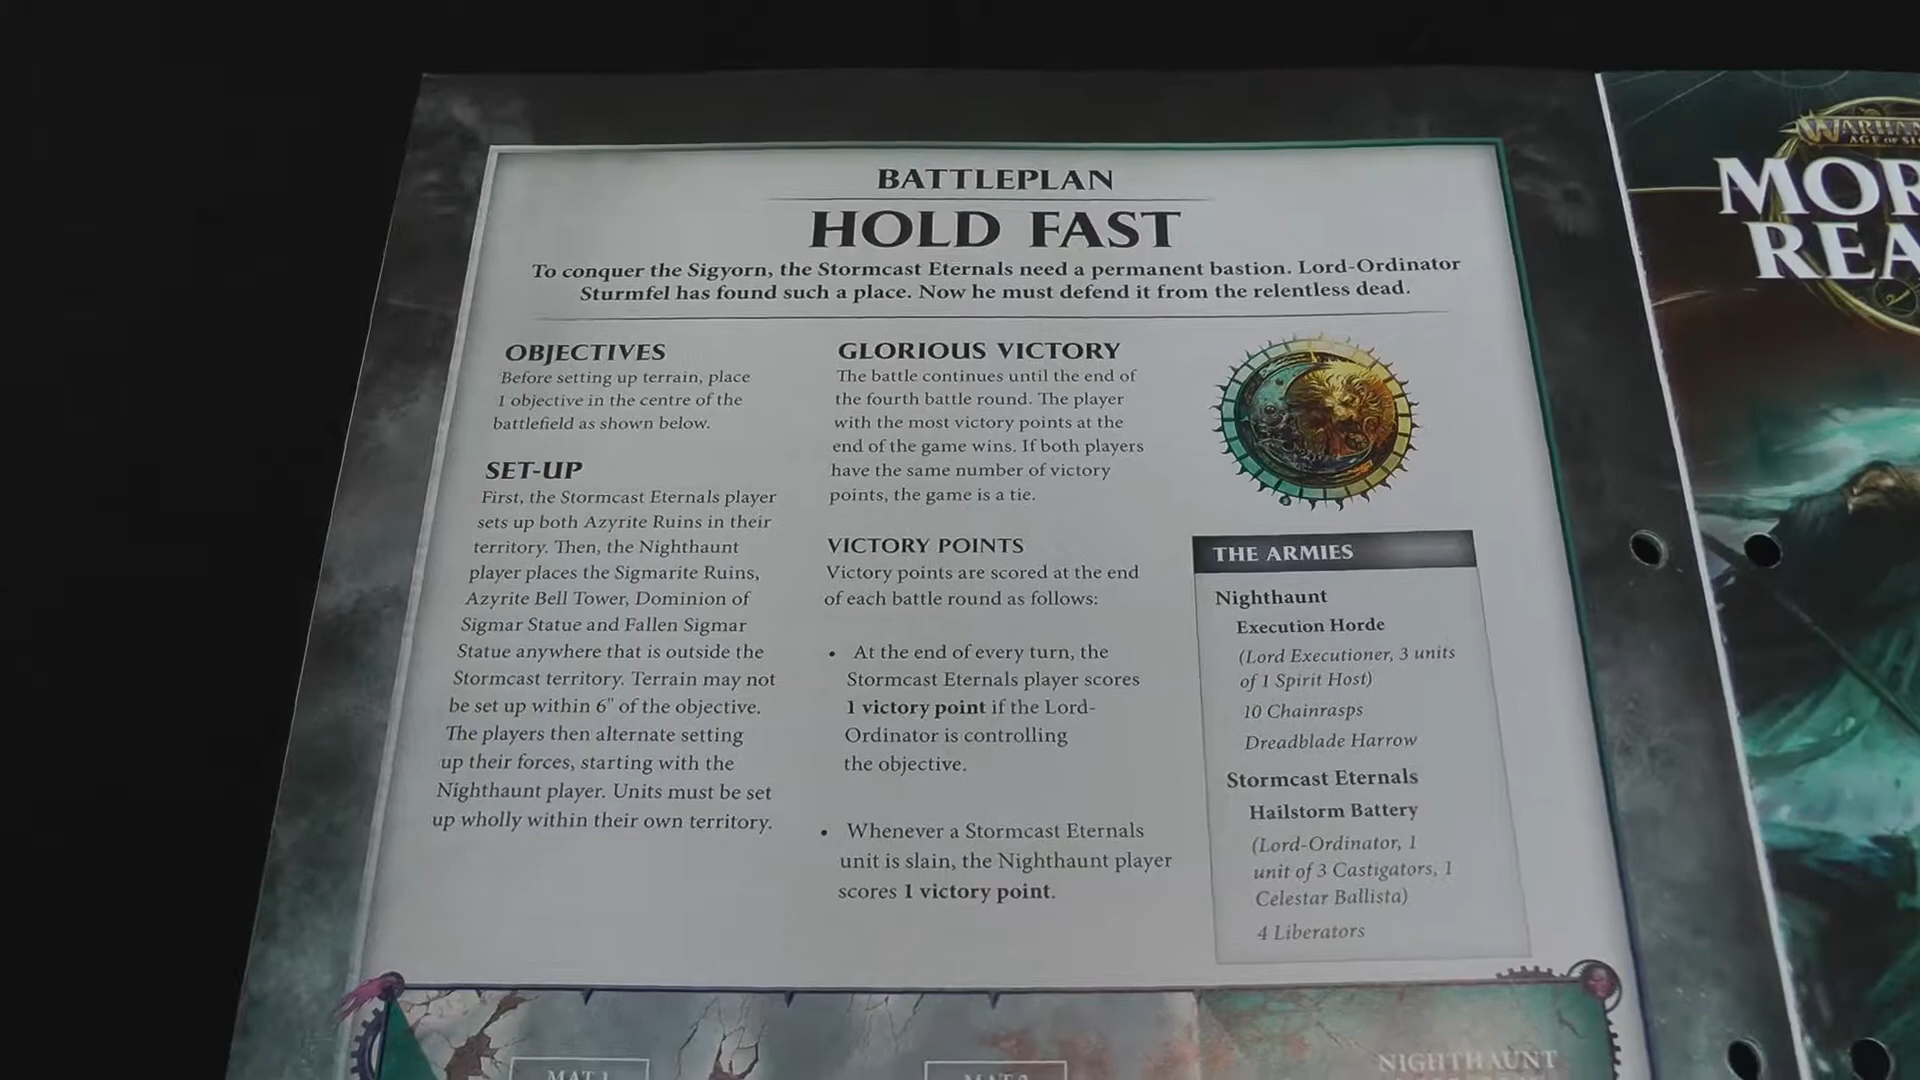 BATTLEPLAN
HOLD FAST
To conquer the Sigyorn, the Stormcast Eternals need a permanent bastion. Lord-Ordinator
Sturmfel has found such a place. Now he must defend it from the relentless dead.
OBJECTIVES
Before setting up terrain, place
1 objective in the centre of the
battlefield as shown below.
SET-UP
First, the Stormcast Eternals player
sets up both Azyrite Ruins in their
territory. Then, the Nighthaunt
player places the Sigmarite Ruins,
Azyrite Bell Tower, Dominion of
Sigmar Statue and Fallen Sigmar
Statue anywhere that is outside the
Stormcast territory. Terrain may not
be set up within 6" of the objective.
The players then alternate setting
up their forces, starting with the
Nighthaunt player. Units must be set
up wholly within their own territory.
GLORIOUS VICTORY
The battle continues until the end of
the fourth battle round. The player
with the most victory points at the
end of the game wins. If both players
have the same number of victory
points, the game is a tie.
VICTORY POINTS
Victory points are scored at the end
of each battle round as follows:
• At the end of every turn, the
Stormcast Eternals player scores
1 victory point if the Lord-
Ordinator is controlling
the objective.
• Whenever a Stormcast Eternals
unit is slain, the Nighthaunt player
scores 1 victory point.
THE ARMIES
Nighthaunt
Execution Horde
(Lord Executioner, 3 units
of 1 Spirit Host)
10 Chainrasps
Dreadblade Harrow
Stormcast Eternals
Hailstorm Battery
(Lord-Ordinator, 1
unit of 3 Castigators, 1
Celestar Ballista)
4 Liberators
MAT 1
NIGHTHAUNT